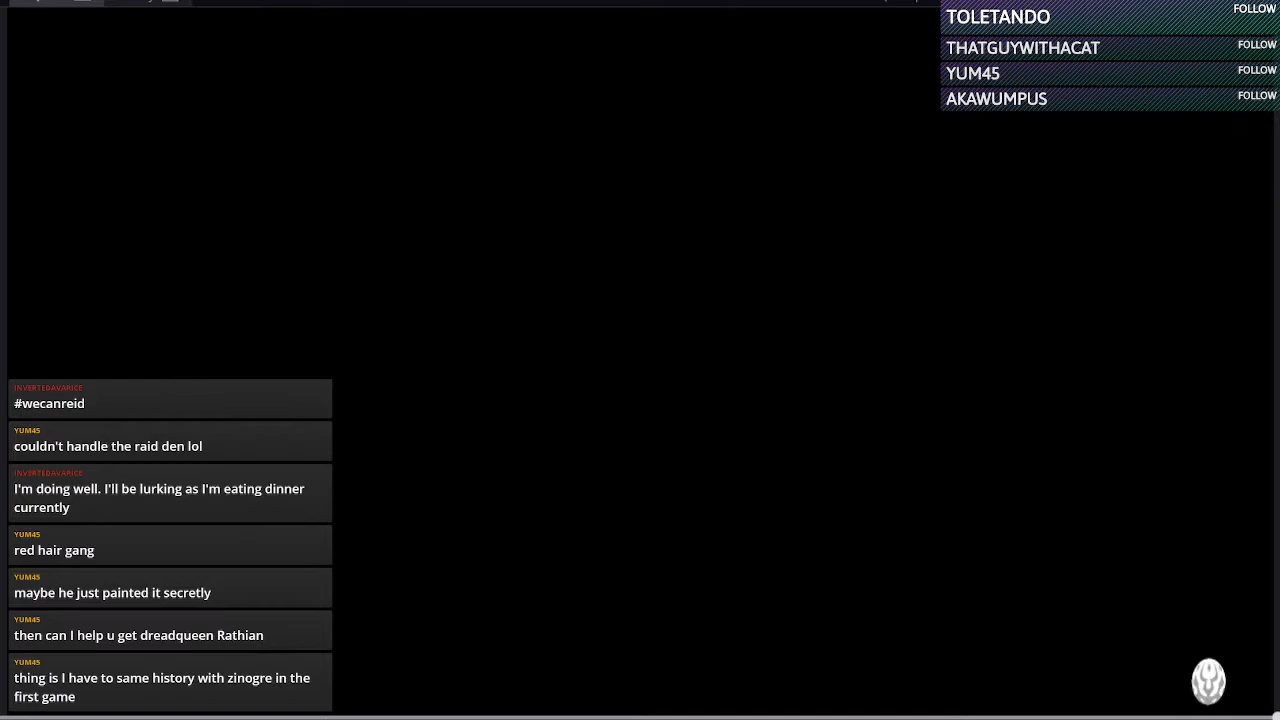 TOLETANDO FOLLOW
THATGUYWITHACAT FOLLOW
YUM45 FOLLOW
AKAWUMPUS FOLLOW
INVERTEDAVARICE
#wecanreid
YUM45
couldn't handle the raid den lol
INVERTEDAVARICE
I'm doing well. I'll be lurking as I'm eating dinner
currently
YUM45
red hair gang
YUM45
maybe he just painted it secretly
YUM45
then can I help u get dreadqueen Rathian
YUM45
thing is I have to same history with zinogre in the
first game